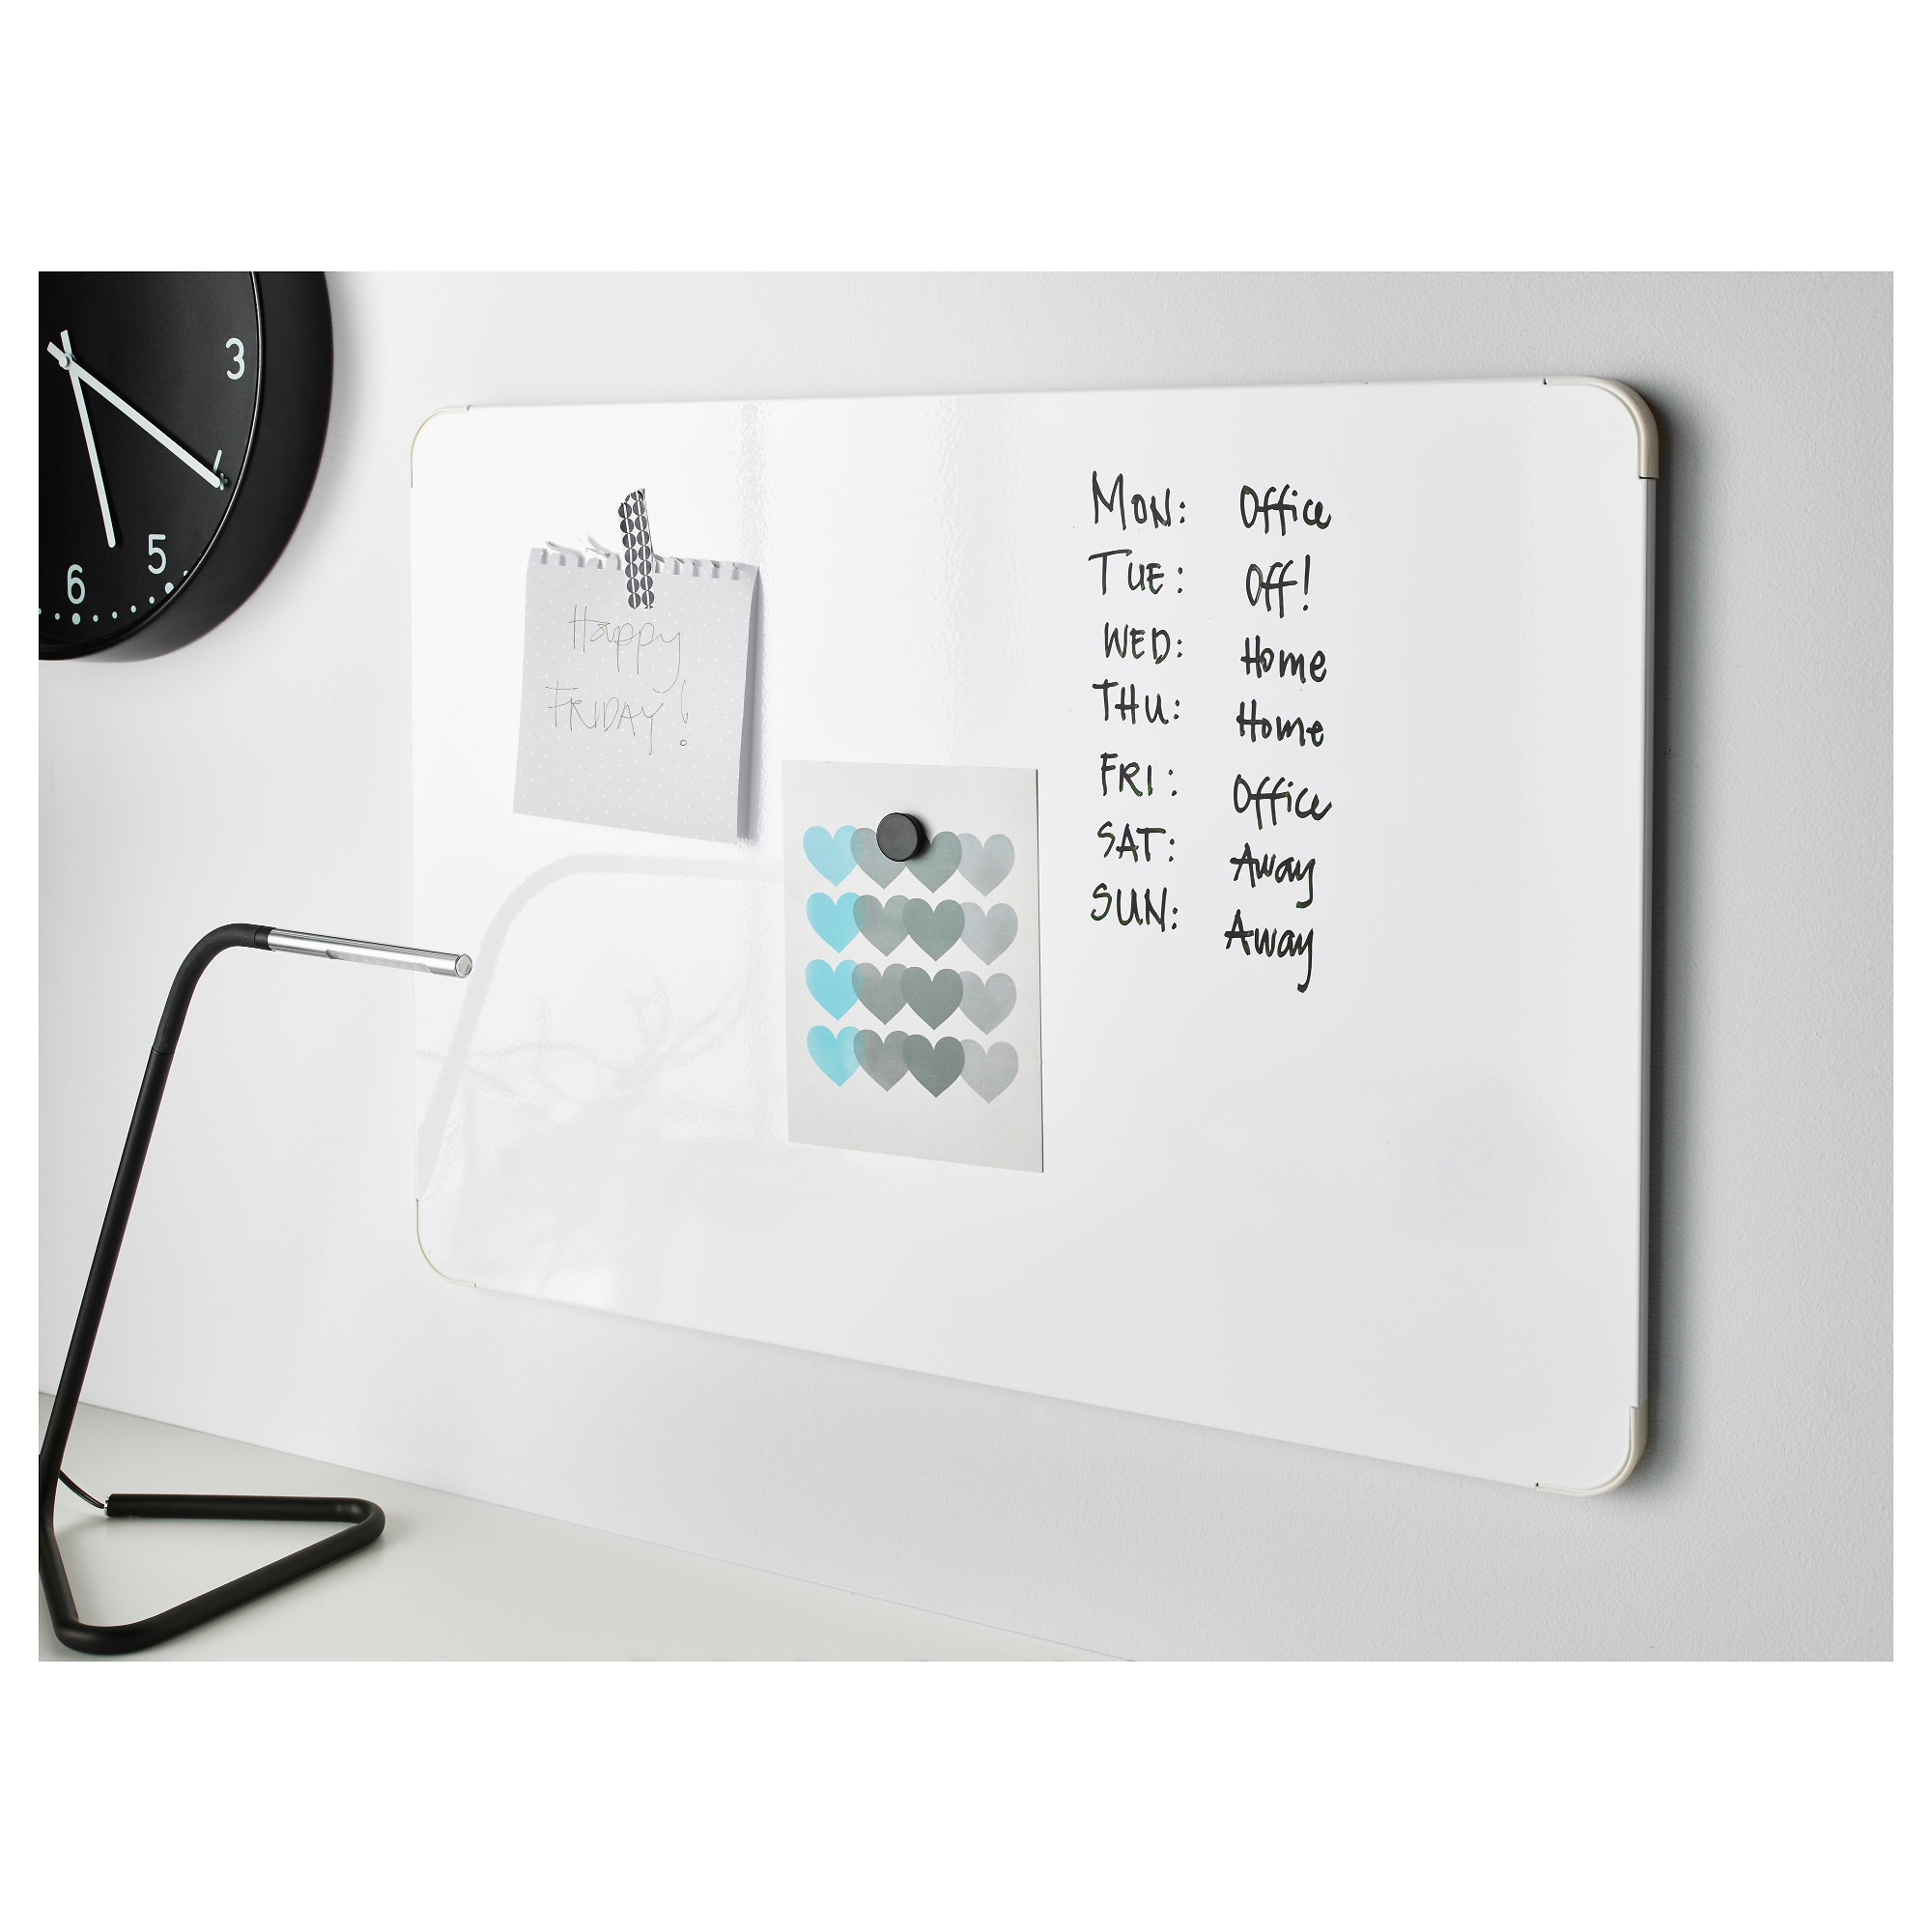 3
5
6
Happy
FRIDAY!
MON: Office
TUE: Off!
WED: Home
THU: Home
FRI: Office
SAT: Away
SUN: Away